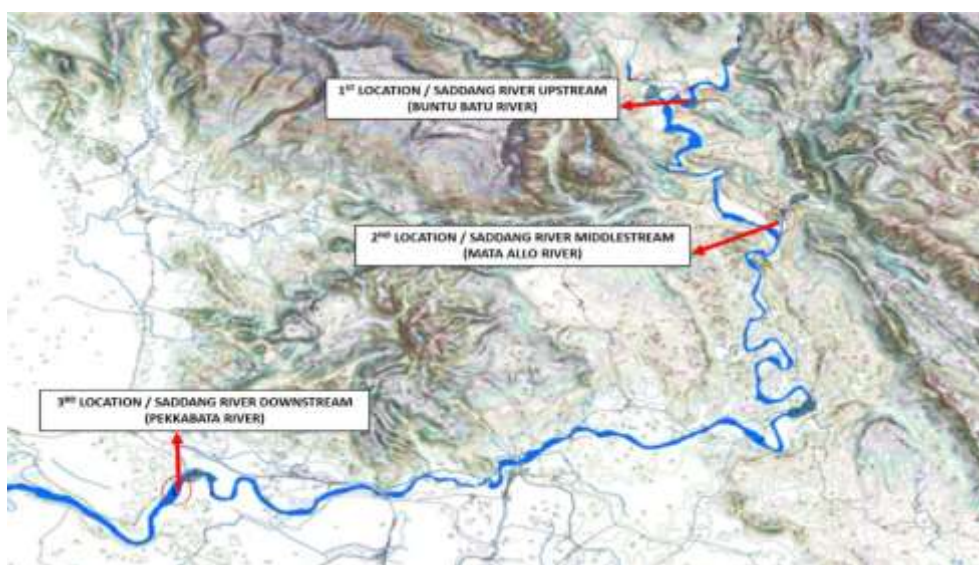 1ST LOCATION / SADDANG RIVER UPSTREAM
(BUNTU BATU RIVER)
2ND LOCATION / SADDANG RIVER MIDDLESTREAM
(MATA ALLO RIVER)
3RD LOCATION / SADDANG RIVER DOWNSTREAM
(PEKKABATA RIVER)